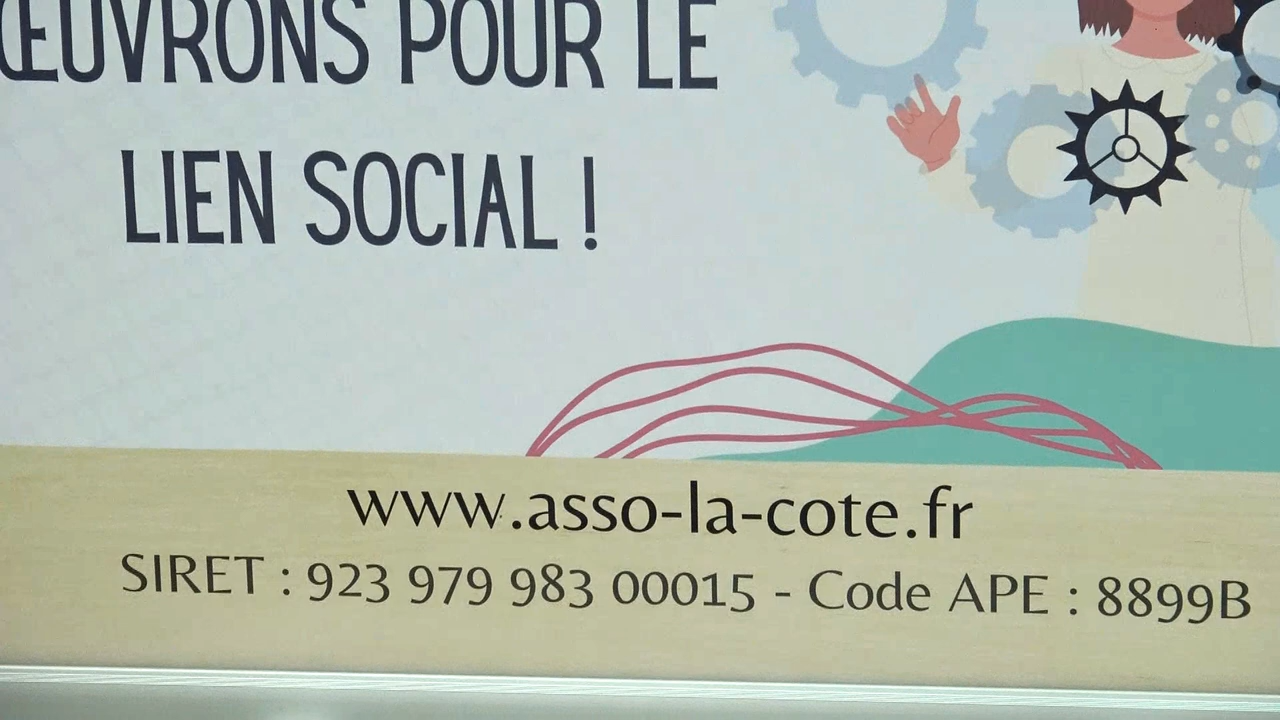 ŒUVRONS POUR LE
LIEN SOCIAL !
www.asso-la-cote.fr
SIRET : 923 979 983 00015 - Code APE : 8899B